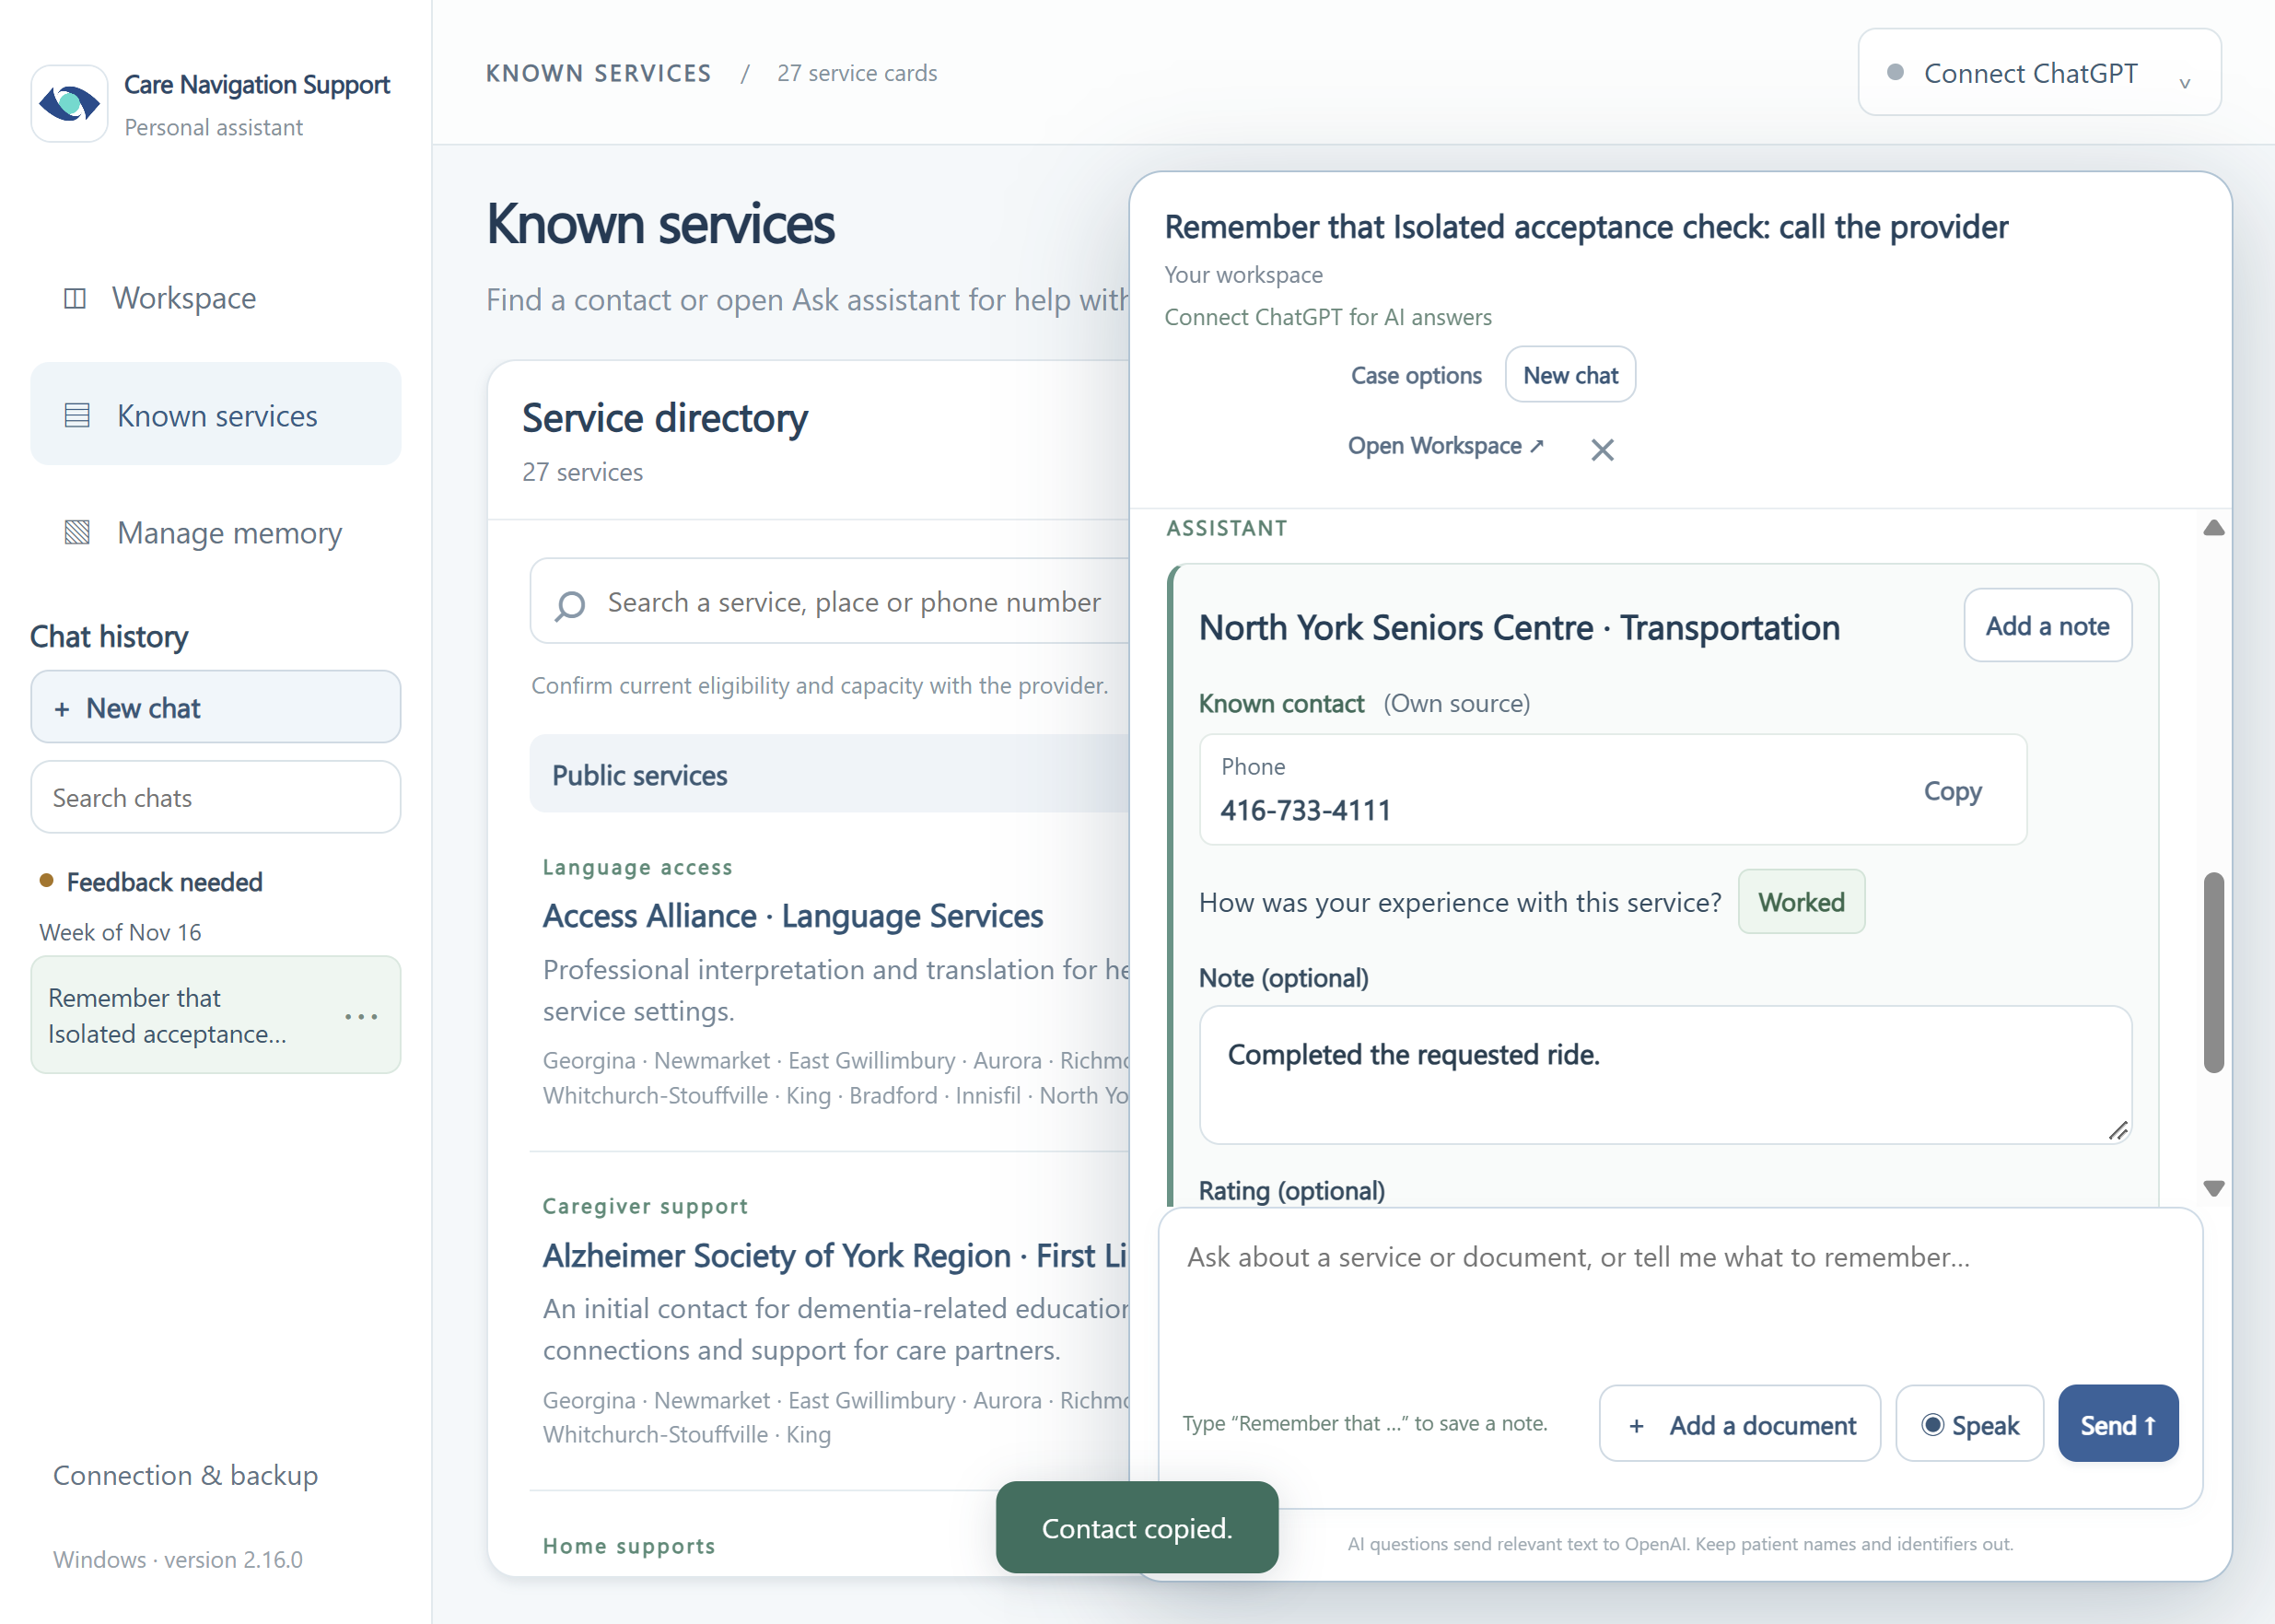 Care Navigation Support
Personal assistant
Workspace
Known services
Manage memory
Chat history
+ New chat
Search chats
Feedback needed
Week of Nov 16
Remember that
Isolated acceptance...
Connection & backup
Windows · version 2.16.0
KNOWN SERVICES / 27 service cards
Connect ChatGPT
Known services
Find a contact or open Ask assistant for help with
Service directory
27 services
Search a service, place or phone number
Confirm current eligibility and capacity with the provider.
Public services
Language access
Access Alliance · Language Services
Professional interpretation and translation for he
service settings.
Georgina · Newmarket · East Gwillimbury · Aurora · Richmo
Whitchurch-Stouffville · King · Bradford · Innisfil · North Yo
Caregiver support
Alzheimer Society of York Region · First Li
An initial contact for dementia-related education
connections and support for care partners.
Georgina · Newmarket · East Gwillimbury · Aurora · Richmo
Whitchurch-Stouffville · King
Home supports
Remember that Isolated acceptance check: call the provider
Your workspace
Connect ChatGPT for AI answers
Case options New chat
Open Workspace ↗ ✕
ASSISTANT
North York Seniors Centre · Transportation
Add a note
Known contact (Own source)
Phone
416-733-4111
Copy
How was your experience with this service? Worked
Note (optional)
Completed the requested ride.
Rating (optional)
Ask about a service or document, or tell me what to remember...
Type “Remember that ...” to save a note.
+ Add a document
Speak
Send ↑
Contact copied.
AI questions send relevant text to OpenAI. Keep patient names and identifiers out.